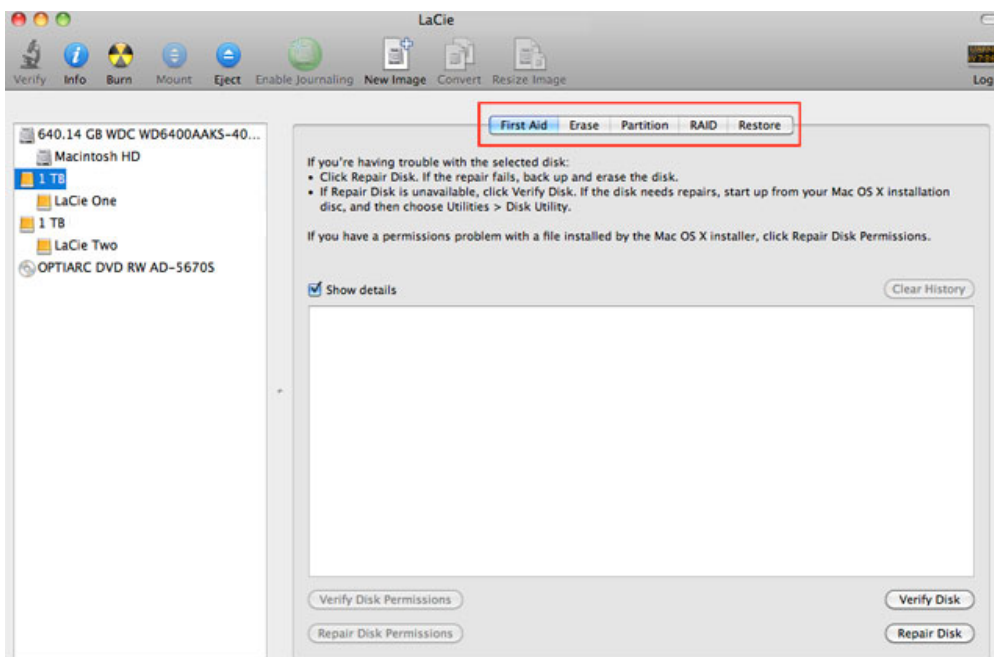 LaCie
Verify Info Burn Mount Eject Enable Journaling New Image Convert Resize Image Log
640.14 GB WDC WD6400AAKS-40...
Macintosh HD
1 TB
LaCie One
1 TB
LaCie Two
OPTIARC DVD RW AD-5670S
First Aid Erase Partition RAID Restore
If you're having trouble with the selected disk:
• Click Repair Disk. If the repair fails, back up and erase the disk.
• If Repair Disk is unavailable, click Verify Disk. If the disk needs repairs, start up from your Mac OS X installation
disc, and then choose Utilities > Disk Utility.
If you have a permissions problem with a file installed by the Mac OS X installer, click Repair Disk Permissions.
Show details
Clear History
Verify Disk Permissions
Verify Disk
Repair Disk Permissions
Repair Disk